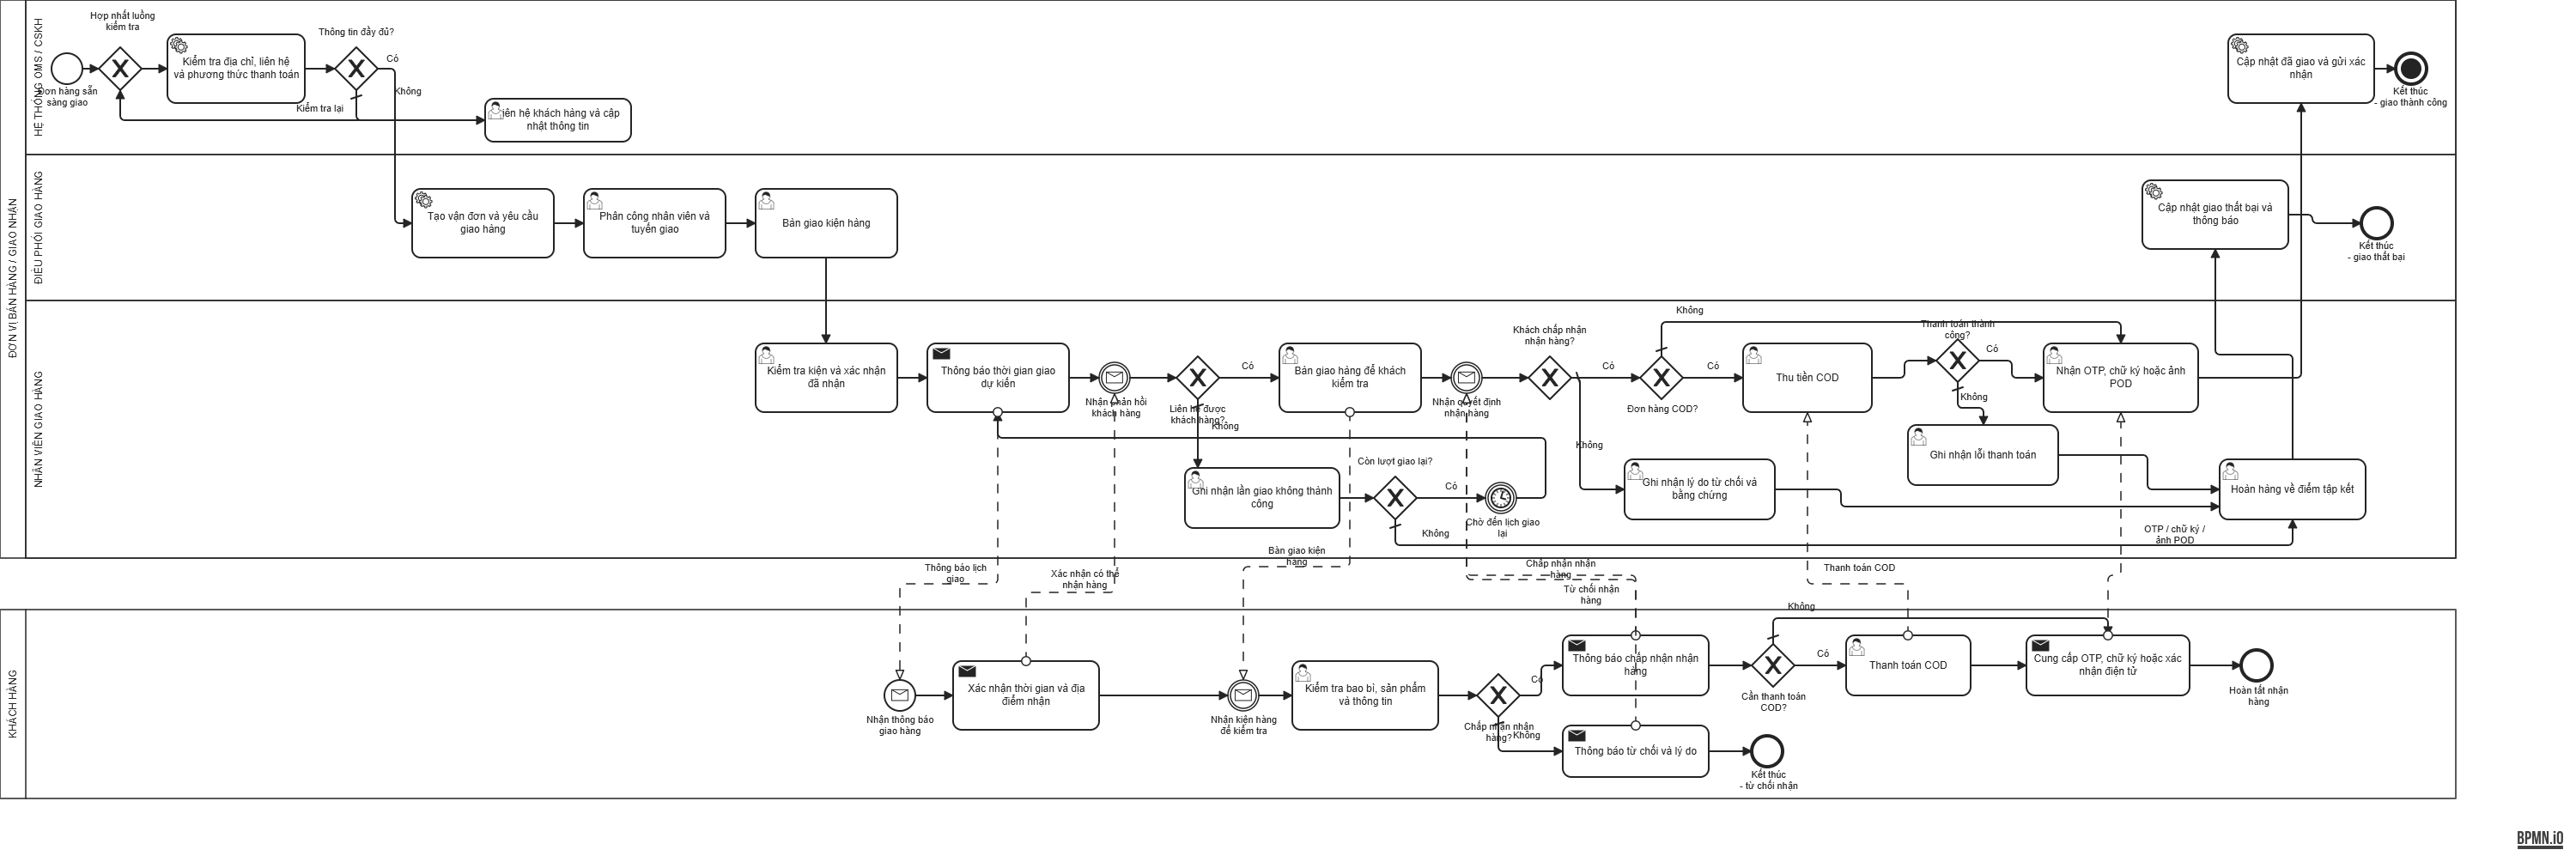 ĐƠN VỊ BÁN HÀNG / GIAO NHẬN
HỆ THỐNG OMS / CSKH
Đơn hàng sẵn
sàng giao
Hợp nhất luồng
kiểm tra
Kiểm tra địa chỉ, liên hệ
và phương thức thanh toán
Thông tin đầy đủ?
Có
Không
Kiểm tra lại
Liên hệ khách hàng và cập
nhật thông tin
Cập nhật đã giao và gửi xác
nhận
Kết thúc
- giao thành công
ĐIỀU PHỐI GIAO HÀNG
Tạo vận đơn và yêu cầu
giao hàng
Phân công nhân viên và
tuyến giao
Bàn giao kiện hàng
Cập nhật giao thất bại và
thông báo
Kết thúc
- giao thất bại
NHÂN VIÊN GIAO HÀNG
Kiểm tra kiện và xác nhận
đã nhận
Thông báo thời gian giao
dự kiến
Nhận phản hồi
khách hàng
Liên hệ được
khách hàng?
Có
Không
Bàn giao hàng để khách
kiểm tra
Nhận quyết định
nhận hàng
Khách chấp nhận
nhận hàng?
Có
Không
Đơn hàng COD?
Không
Có
Thu tiền COD
Thanh toán thành
công?
Có
Không
Nhận OTP, chữ ký hoặc ảnh
POD
Ghi nhận lỗi thanh toán
Ghi nhận lần giao không thành
công
Còn lượt giao lại?
Có
Không
Chờ đến lịch giao
lại
Ghi nhận lý do từ chối và
bằng chứng
Hoàn hàng về điểm tập kết
OTP / chữ ký /
ảnh POD
Thông báo lịch
giao
Xác nhận có thể
nhận hàng
Bàn giao kiện
hàng
Chấp nhận nhận
hàng
Từ chối nhận
hàng
Thanh toán COD
KHÁCH HÀNG
Nhận thông báo
giao hàng
Xác nhận thời gian và địa
điểm nhận
Nhận kiện hàng
để kiểm tra
Kiểm tra bao bì, sản phẩm
và thông tin
Chấp nhận nhận
hàng?
Có
Không
Thông báo chấp nhận nhận
hàng
Thông báo từ chối và lý do
Kết thúc
- từ chối nhận
Cần thanh toán
COD?
Không
Có
Thanh toán COD
Cung cấp OTP, chữ ký hoặc xác
nhận điện tử
Hoàn tất nhận
hàng
BPMN.iO